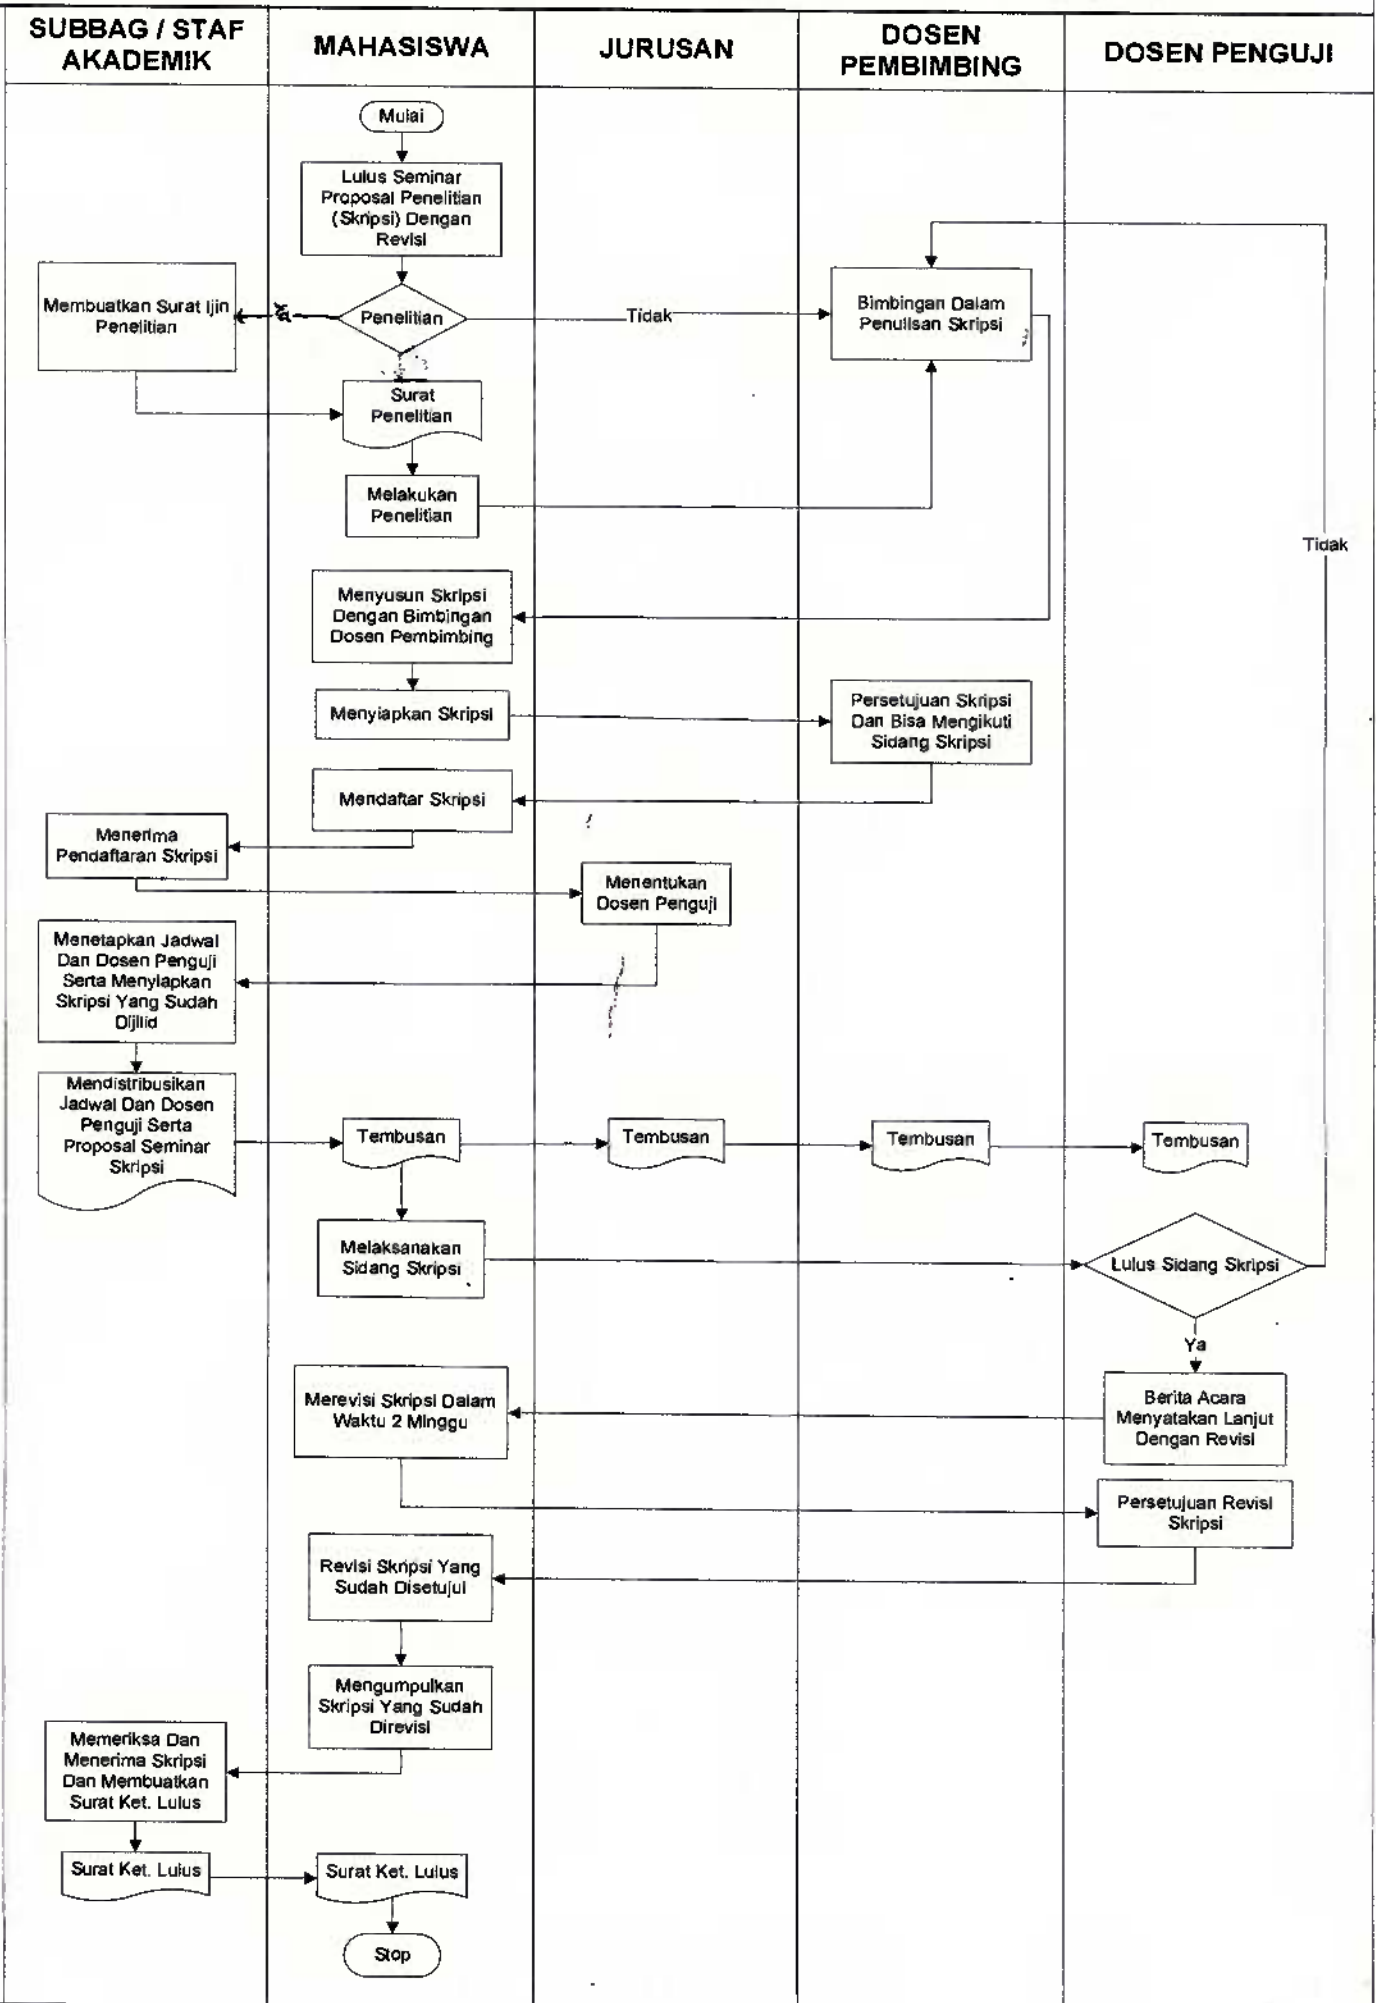 SUBBAG / STAF
AKADEMIK
MAHASISWA
JURUSAN
DOSEN
PEMBIMBING
DOSEN PENGUJI
Mulai
Lulus Seminar
Proposal Penelitian
(Skripsi) Dengan
Revisi
Membuatkan Surat Ijin
Penelitian
Ya
Penelitian
Tidak
Bimbingan Dalam
Penulisan Skripsi
Surat
Penelitian
Melakukan
Penelitian
Tidak
Menyusun Skripsi
Dengan Bimbingan
Dosen Pembimbing
Menyiapkan Skripsi
Persetujuan Skripsi
Dan Bisa Mengikuti
Sidang Skripsi
Mendaftar Skripsi
Menerima
Pendaftaran Skripsi
Menentukan
Dosen Penguji
Menetapkan Jadwal
Dan Dosen Penguji
Serta Menyiapkan
Skripsi Yang Sudah
Dijilid
Mendistribusikan
Jadwal Dan Dosen
Penguji Serta
Proposal Seminar
Skripsi
Tembusan
Tembusan
Tembusan
Tembusan
Melaksanakan
Sidang Skripsi
Lulus Sidang Skripsi
Ya
Merevisi Skripsi Dalam
Waktu 2 Minggu
Berita Acara
Menyatakan Lanjut
Dengan Revisi
Persetujuan Revisi
Skripsi
Revisi Skripsi Yang
Sudah Disetujui
Mengumpulkan
Skripsi Yang Sudah
Direvisi
Memeriksa Dan
Menerima Skripsi
Dan Membuatkan
Surat Ket. Lulus
Surat Ket. Lulus
Surat Ket. Lulus
Stop